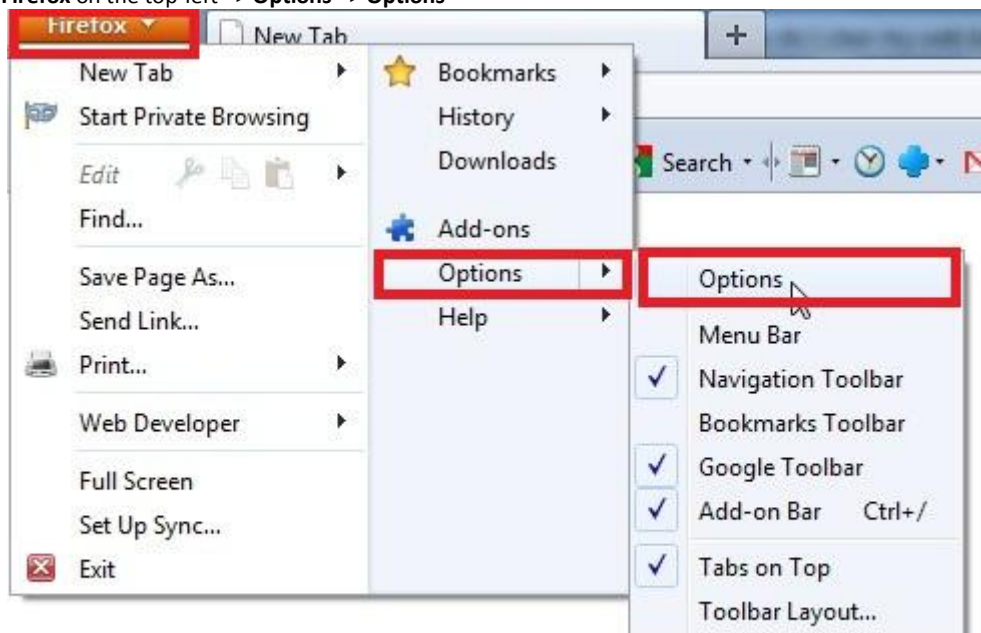 Firefox on the top left -> Options -> Options
Firefox
New Tab
+
New Tab
Start Private Browsing
Edit
Find...
Save Page As...
Send Link...
Print...
Web Developer
Full Screen
Set Up Sync...
Exit
Bookmarks
History
Downloads
Add-ons
Options
Help
Search
Options
Menu Bar
Navigation Toolbar
Bookmarks Toolbar
Google Toolbar
Add-on Bar Ctrl+/
Tabs on Top
Toolbar Layout...